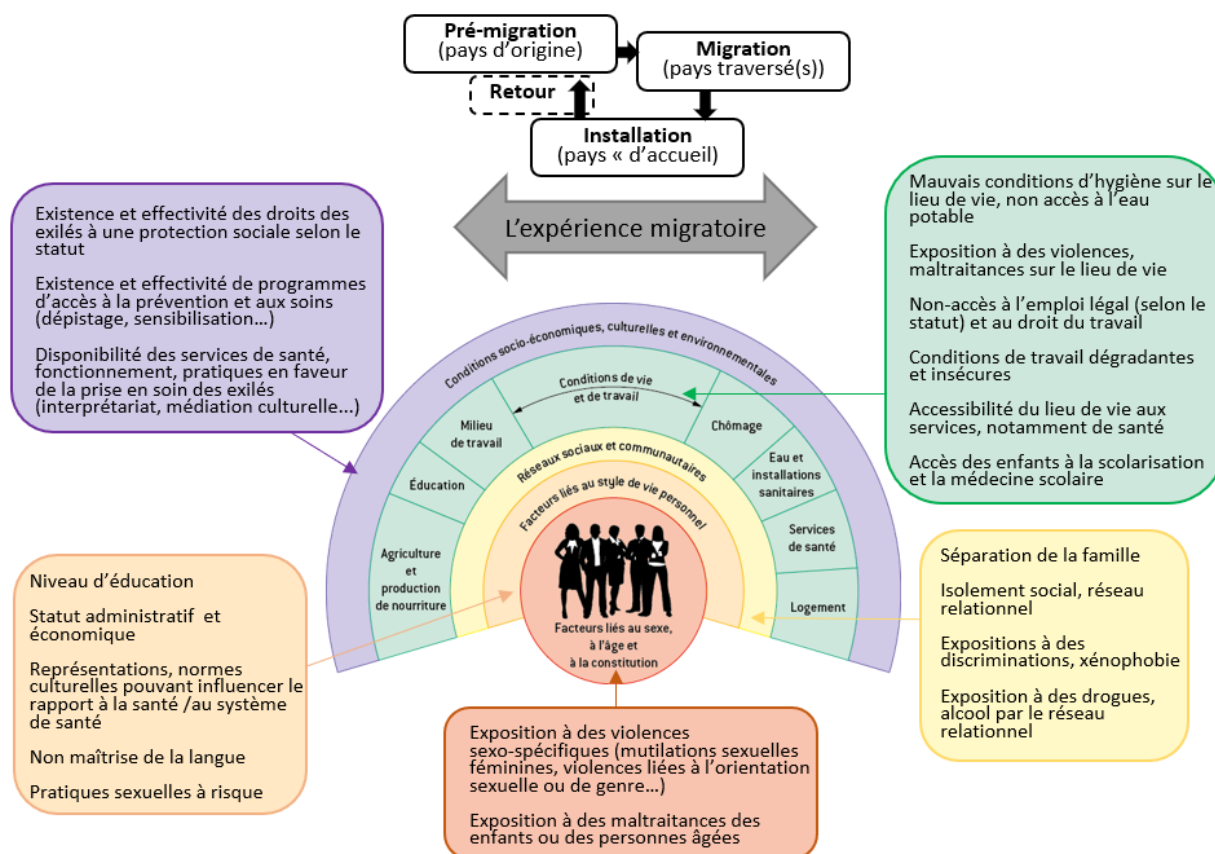 Pré-migration
(pays d'origine)
Migration
(pays traversé(s))
Retour
Installation
(pays « d'accueil)
L'expérience migratoire
Existence et effectivité des droits des
exilés à une protection sociale selon le
statut
Existence et effectivité de programmes
d'accès à la prévention et aux soins
(dépistage, sensibilisation…)
Disponibilité des services de santé,
fonctionnement, pratiques en faveur
de la prise en soin des exilés
(interprétariat, médiation culturelle...)
Mauvais conditions d'hygiène sur le
lieu de vie, non accès à l'eau
potable
Exposition à des violences,
maltraitances sur le lieu de vie
Non-accès à l'emploi légal (selon le
statut) et au droit du travail
Conditions de travail dégradantes
et insécures
Accessibilité du lieu de vie aux
services, notamment de santé
Accès des enfants à la scolarisation
et la médecine scolaire
Conditions socio-économiques, culturelles et environnementales
Agriculture
et
production
de nourriture
Éducation
Milieu
de travail
Conditions de vie
et de travail
Chômage
Eau et
installations
sanitaires
Services
de santé
Logement
Réseaux sociaux et communautaires
Facteurs liés au style de vie personnel
Facteurs liés au sexe,
à l'âge et
à la constitution
Niveau d'éducation
Statut administratif et
économique
Représentations, normes
culturelles pouvant influencer le
rapport à la santé /au système
de santé
Non maîtrise de la langue
Pratiques sexuelles à risque
Exposition à des violences
sexo-spécifiques (mutilations sexuelles
féminines, violences liées à l'orientation
sexuelle ou de genre…)
Exposition à des maltraitances des
enfants ou des personnes âgées
Séparation de la famille
Isolement social, réseau
relationnel
Expositions à des
discriminations, xénophobie
Exposition à des drogues,
alcool par le réseau
relationnel